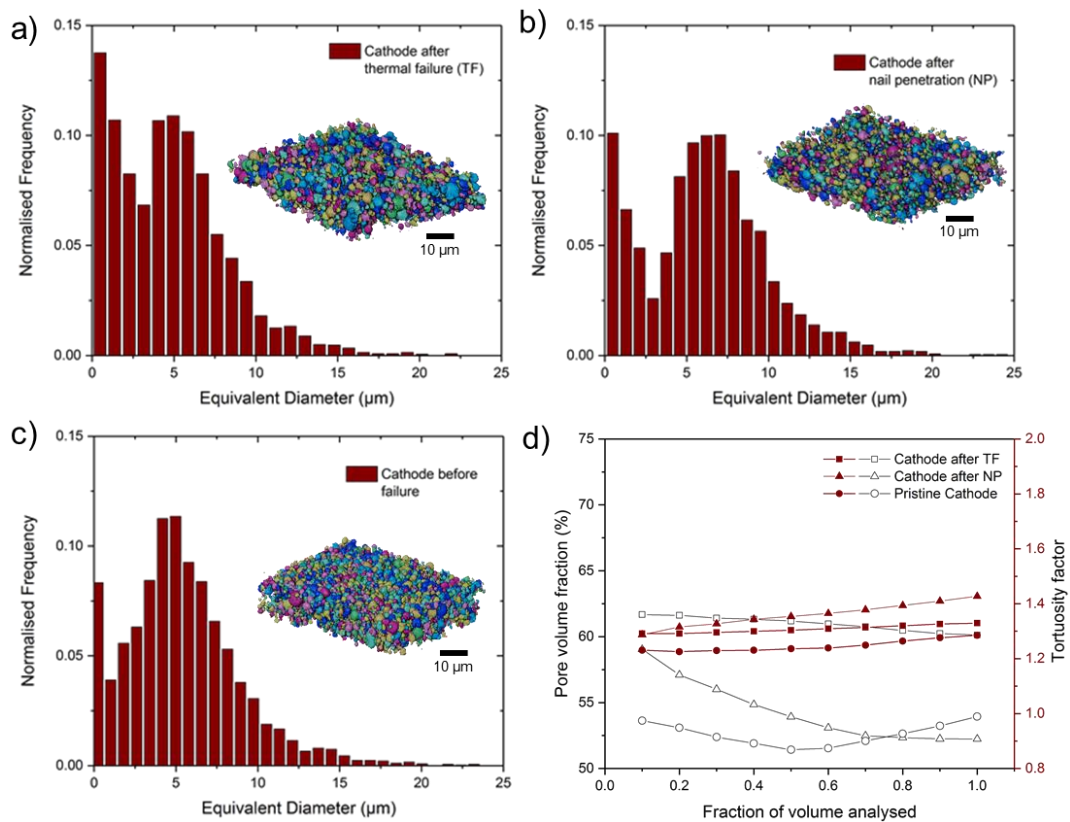 a)
0.15
0.10
0.05
0.00
Normalised Frequency
Cathode after
thermal failure (TF)
10 µm
0 5 10 15 20 25
Equivalent Diameter (µm)
b)
0.15
0.10
0.05
0.00
Normalised Frequency
Cathode after
nail penetration (NP)
10 µm
0 5 10 15 20 25
Equivalent Diameter (µm)
c)
0.15
0.10
0.05
0.00
Normalised Frequency
Cathode before
failure
10 µm
0 5 10 15 20 25
Equivalent Diameter (µm)
d)
75
70
65
60
55
50
Pore volume fraction (%)
Cathode after TF
Cathode after NP
Pristine Cathode
2.0
1.8
1.6
1.4
1.2
1.0
0.8
Tortuosity factor
0.0 0.2 0.4 0.6 0.8 1.0
Fraction of volume analysed